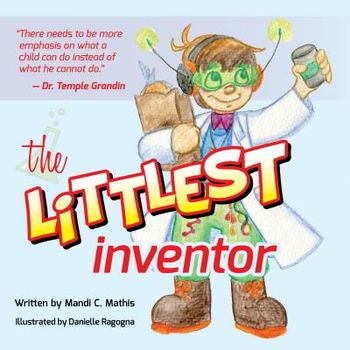 "There needs to be more
emphasis on what a
child can do instead of
what he cannot do."
— Dr. Temple Grandin
the
LiTTLEST
inventor
Written by Mandi C. Mathis
Illustrated by Danielle Ragogna